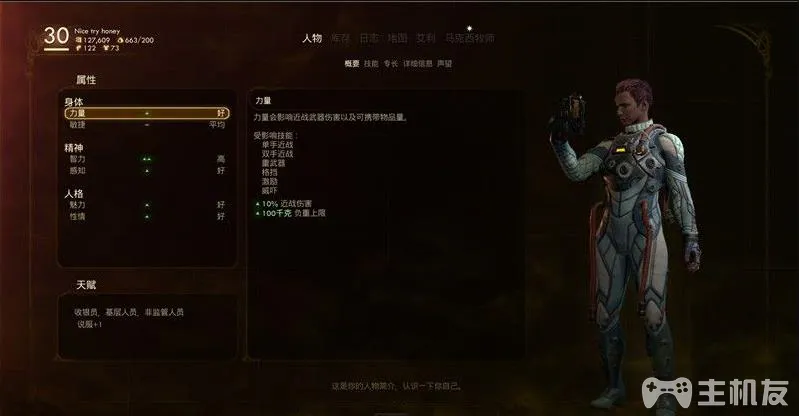 30 Nice try honey
127,609 663/200
122 73
人物 库存 日志 地图 艾利 马克西牧师
概要 技能 专长 详细信息 声望
属性
身体
力量 好
敏捷 平均
精神
智力 高
感知 好
人格
魅力 好
性情 好
天赋
收银员，基层人员，非监管人员
说服+1
力量
力量会影响近战武器伤害以及可携带物品量。
受影响技能：
单手近战
双手近战
重武器
格挡
激励
威吓
10% 近战伤害
100千克 负重上限
这是你的人物简介，认识一下你自己。
主机友